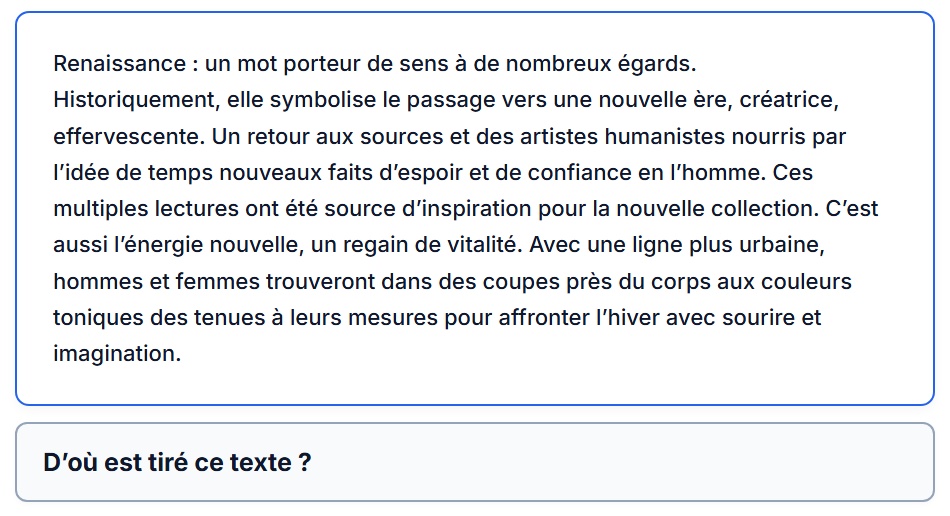 Renaissance : un mot porteur de sens à de nombreux égards.
Historiquement, elle symbolise le passage vers une nouvelle ère, créatrice,
effervescente. Un retour aux sources et des artistes humanistes nourris par
l’idée de temps nouveaux faits d’espoir et de confiance en l’homme. Ces
multiples lectures ont été source d’inspiration pour la nouvelle collection. C’est
aussi l’énergie nouvelle, un regain de vitalité. Avec une ligne plus urbaine,
hommes et femmes trouveront dans des coupes près du corps aux couleurs
toniques des tenues à leurs mesures pour affronter l’hiver avec sourire et
imagination.
D’où est tiré ce texte ?